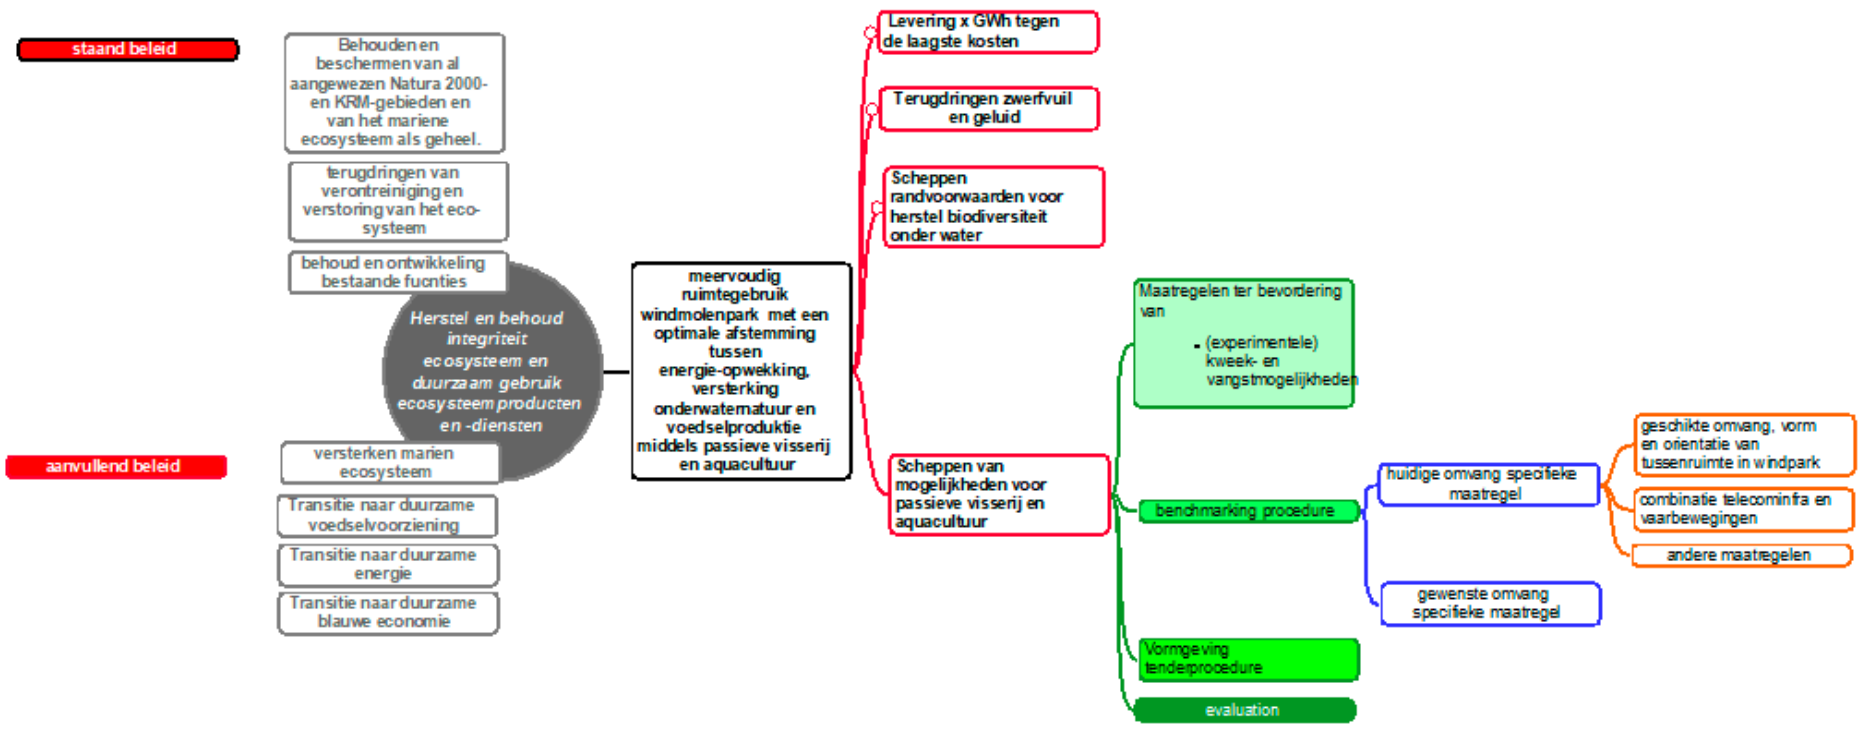 staand beleid
Behouden en
beschermen van al
aangewezen Natura 2000-
en KRM-gebieden en
van het mariene
ecosysteem als geheel.
terugdringen van
verontreiniging en
verstoring van het eco-
systeem
behoud en ontwikkeling
bestaande fucnties
Herstel en behoud
integriteit
ecosysteem en
duurzaam gebruik
ecosysteemproducten
en -diensten
aanvullend beleid
versterken marien
ecosysteem
Transitie naar duurzame
voedselvoorziening
Transitie naar duurzame
energie
Transitie naar duurzame
blauwe economie
meervoudig
ruimtegebruik
windmolenpark met een
optimale afstemming
tussen
energie-opwekking,
versterking
onderwaternatuur en
voedselproduktie
middels passieve visserij
en aquacultuur
Levering x GWh tegen
de laagste kosten
Terugdringen zwerfvuil
en geluid
Scheppen
randvoorwaarden voor
herstel biodiversiteit
onder water
Scheppen van
mogelijkheden voor
passieve visserij en
aquacultuur
Maatregelen ter bevordering
van
▪ (experimentele)
kweek- en
vangstmogelijkheden
benchmarking procedure
Vormgeving
tenderprocedure
evaluation
huidige omvang specifieke
maatregel
gewenste omvang
specifieke maatregel
geschikte omvang, vorm
en orientatie van
tussenruimte in windpark
combinatie telecominfra en
vaarbewegingen
andere maatregelen